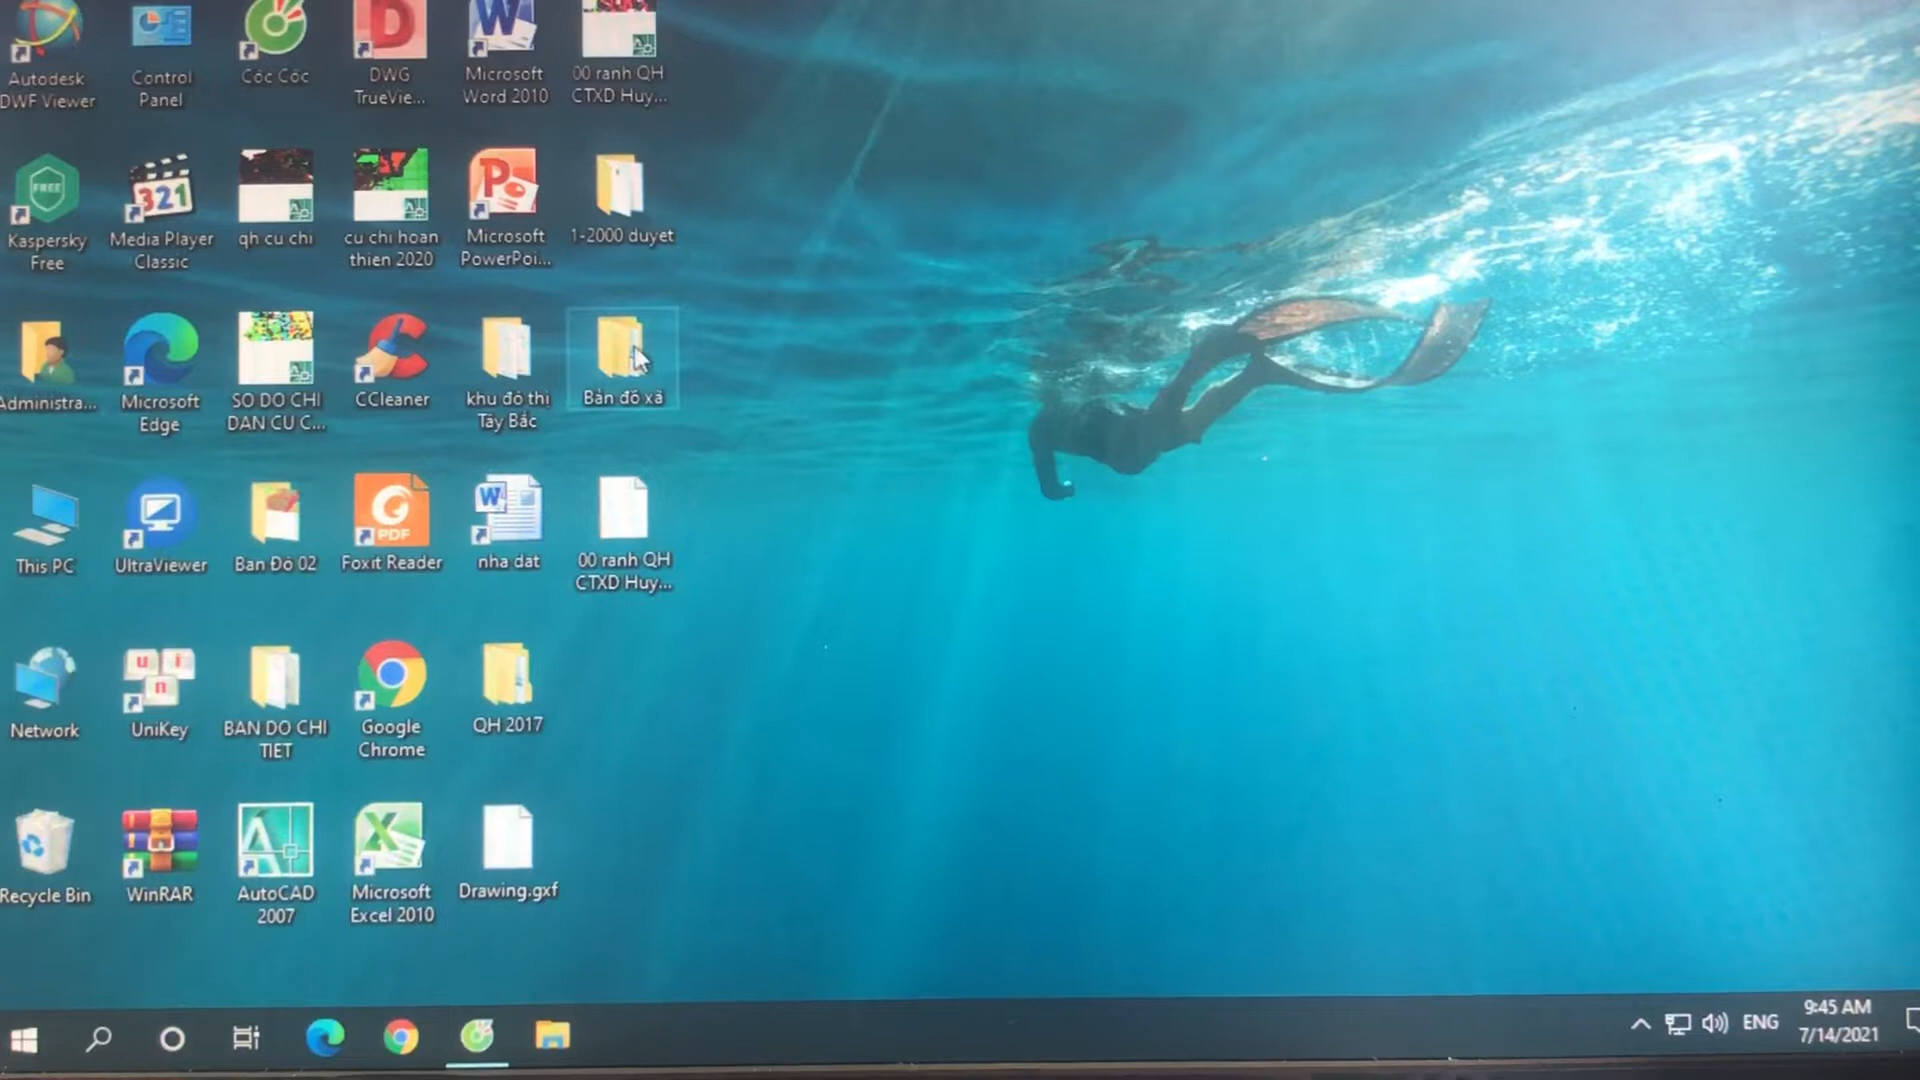 Autodesk
DWF Viewer
Control
Panel
Cốc Cốc
DWG
TrueVie...
Microsoft
Word 2010
00 ranh QH
CTXD Huy...
FREE
Kaspersky
Free
321
Media Player
Classic
qh cu chi
cu chi hoan
thien 2020
Microsoft
PowerPoi...
1-2000 duyet
Administra...
Microsoft
Edge
SO DO CHI
DAN CU C...
CCleaner
khu đô thị
Tây Bắc
Bản đồ xã
This PC
UltraViewer
Ban Đô 02
PDF
Foxit Reader
nha dat
00 ranh QH
CTXD Huy...
Network
u i
n
UniKey
BAN DO CHI
TIET
Google
Chrome
QH 2017
Recycle Bin
WinRAR
AutoCAD
2007
Microsoft
Excel 2010
Drawing.gxf
ENG
9:45 AM
7/14/2021